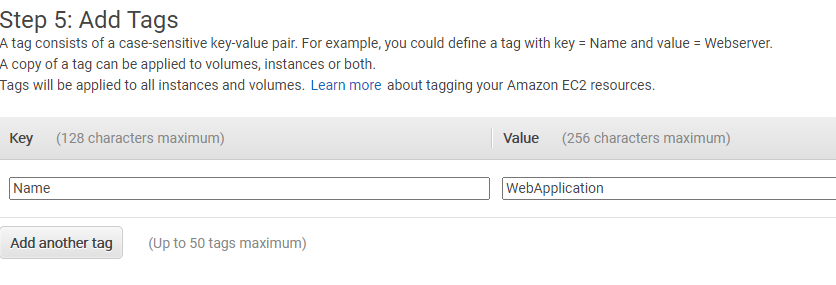 Step 5: Add Tags
A tag consists of a case-sensitive key-value pair. For example, you could define a tag with key = Name and value = Webserver.
A copy of a tag can be applied to volumes, instances or both.
Tags will be applied to all instances and volumes. Learn more about tagging your Amazon EC2 resources.
Key (128 characters maximum) Value (256 characters maximum)
Name WebApplication
Add another tag (Up to 50 tags maximum)